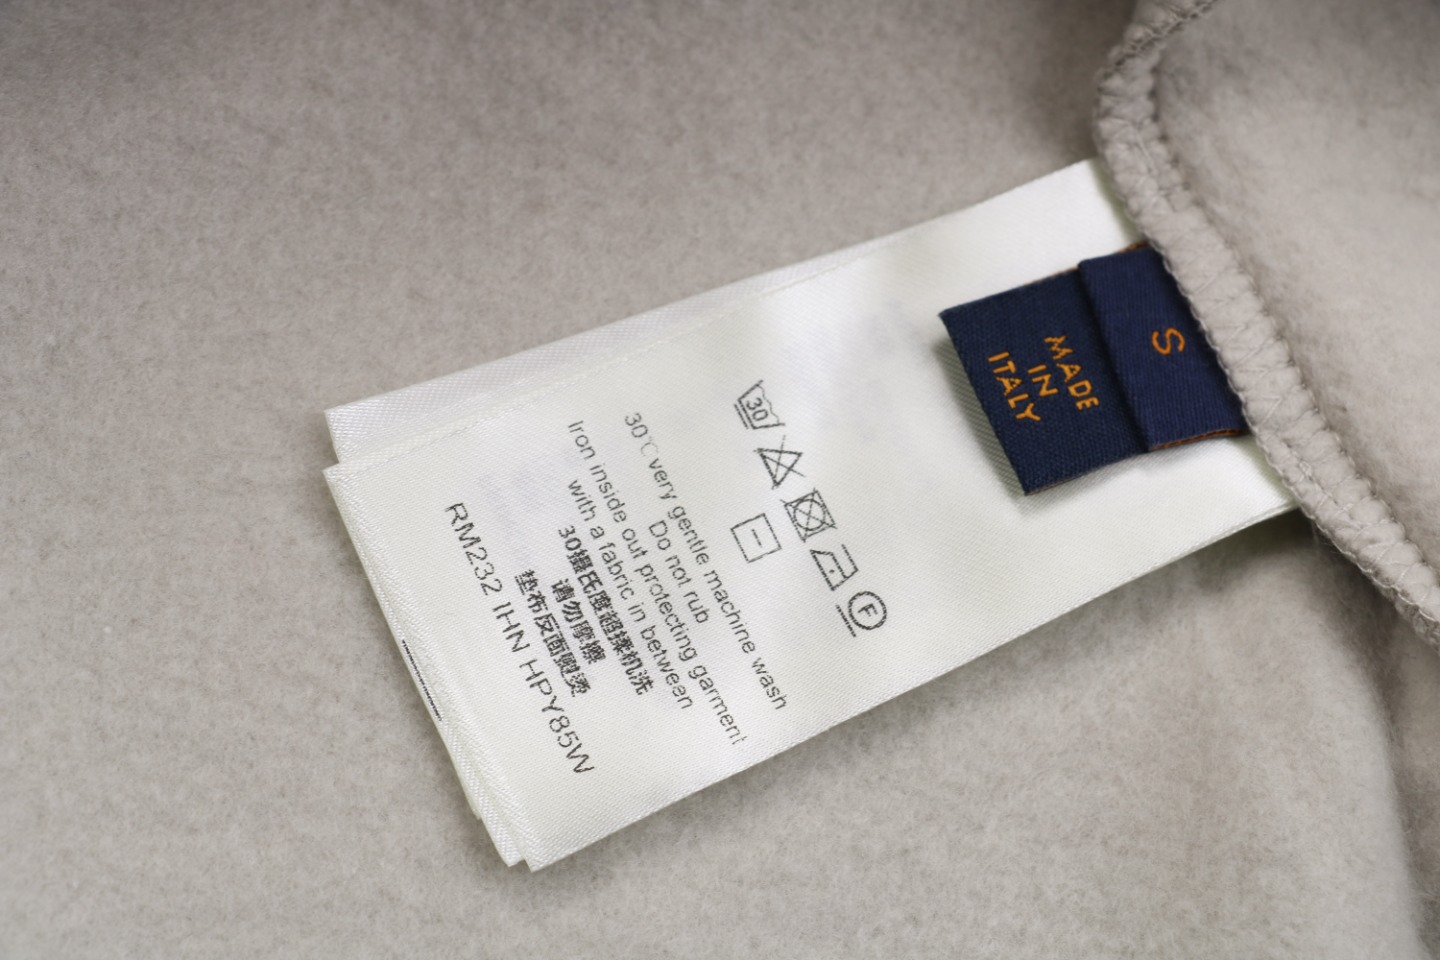 30
F
30℃ very gentle machine wash
Do not rub
Iron inside out protecting garment
with a fabric in between
30摄氏度超柔机洗
请勿摩擦
垫布反面熨烫
RM232 IHN HPY85W
MADE
IN
ITALY
S